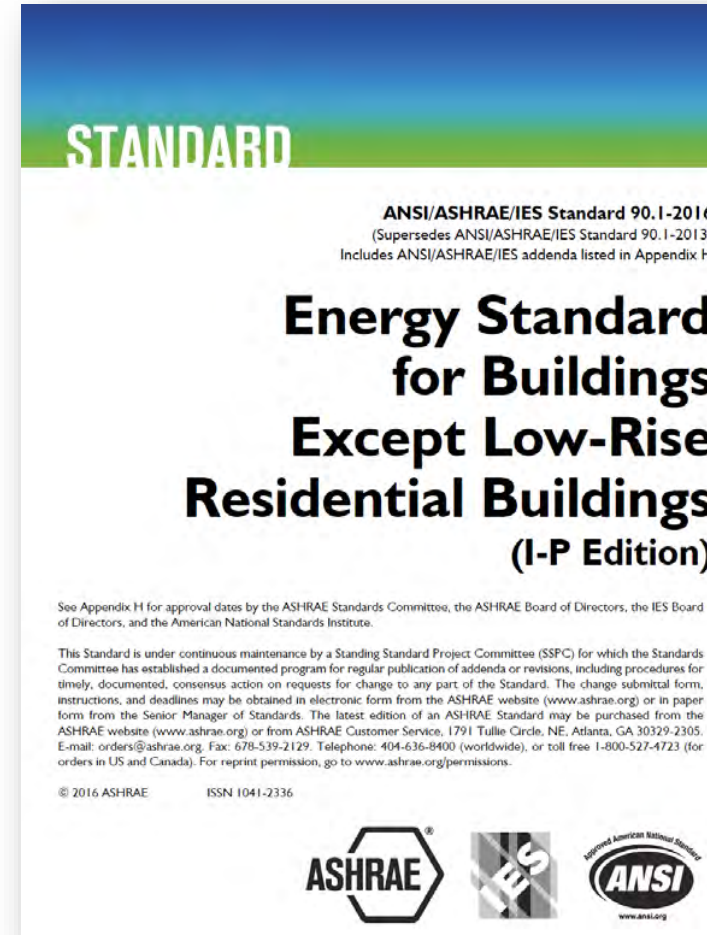 STANDARD
ANSI/ASHRAE/IES Standard 90.1-2016
(Supersedes ANSI/ASHRAE/IES Standard 90.1-2013
Includes ANSI/ASHRAE/IES addenda listed in Appendix H
Energy Standard
for Buildings
Except Low-Rise
Residential Buildings
(I-P Edition)
See Appendix H for approval dates by the ASHRAE Standards Committee, the ASHRAE Board of Directors, the IES Board
of Directors, and the American National Standards Institute.
This Standard is under continuous maintenance by a Standing Standard Project Committee (SSPC) for which the Standards
Committee has established a documented program for regular publication of addenda or revisions, including procedures for
timely, documented, consensus action on requests for change to any part of the Standard. The change submittal form,
instructions, and deadlines may be obtained in electronic form from the ASHRAE website (www.ashrae.org) or in paper
form from the Senior Manager of Standards. The latest edition of an ASHRAE Standard may be purchased from the
ASHRAE website (www.ashrae.org) or from ASHRAE Customer Service, 1791 Tullie Circle, NE, Atlanta, GA 30329-2305.
E-mail: orders@ashrae.org. Fax: 678-539-2129. Telephone: 404-636-8400 (worldwide), or toll free 1-800-527-4723 (for
orders in US and Canada). For reprint permission, go to www.ashrae.org/permissions.
© 2016 ASHRAE ISSN 1041-2336
ASHRAE®
IES
Approved American National Standard
ANSI
www.ansi.org